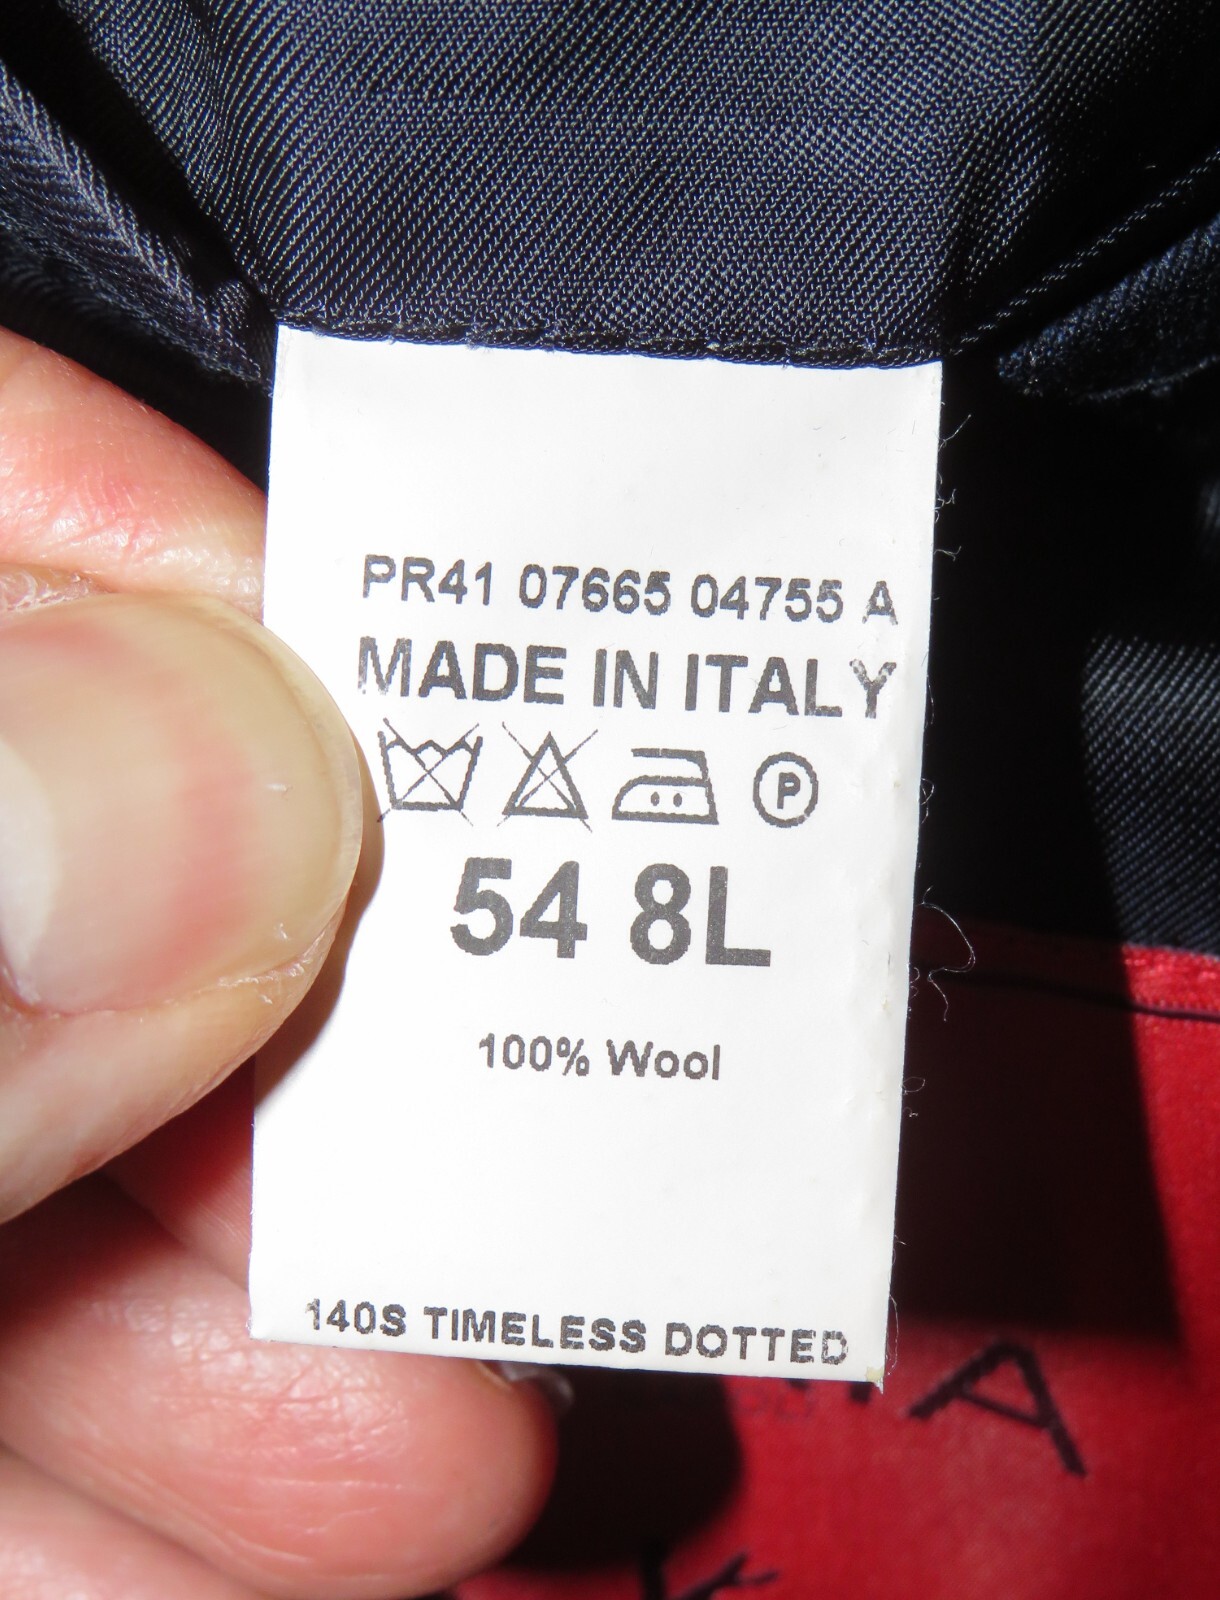 PR41 07665 04755 A
MADE IN ITALY
P
54 8L
100% Wool
140S TIMELESS DOTTED